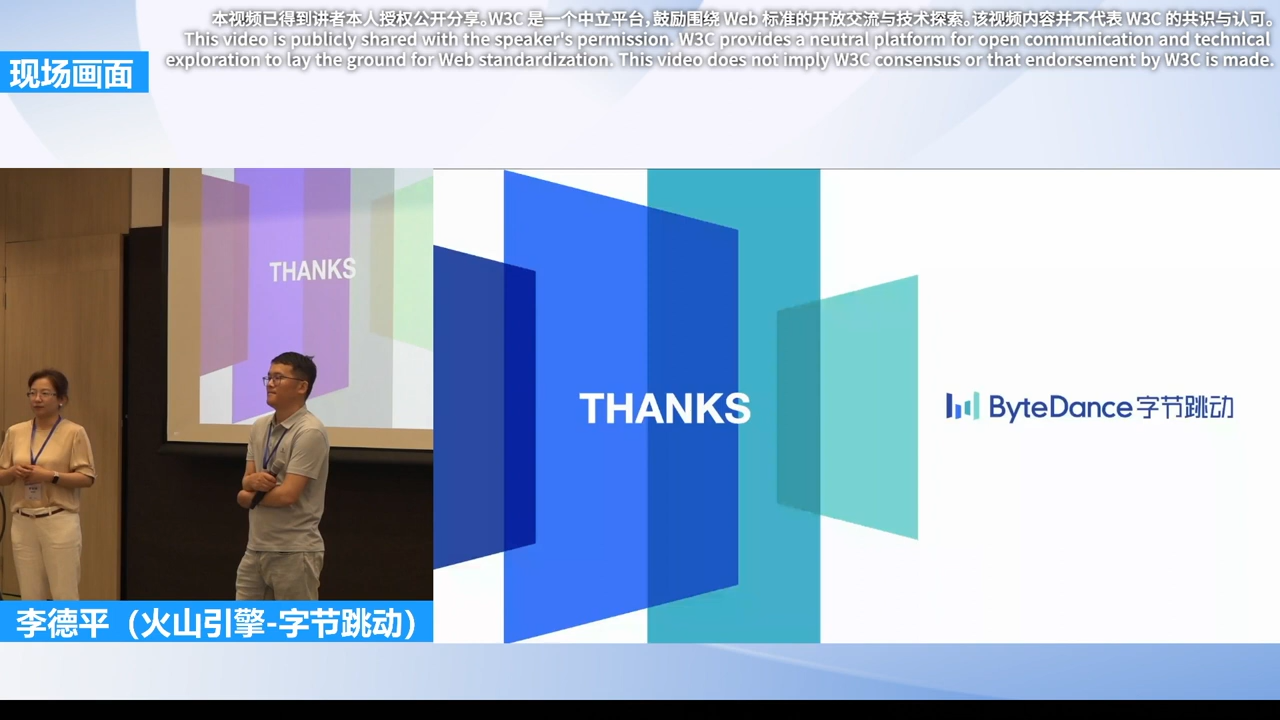 本视频已得到讲者本人授权公开分享。W3C 是一个中立平台，鼓励围绕 Web 标准的开放交流与技术探索。该视频内容并不代表 W3C 的共识与认可。
This video is publicly shared with the speaker's permission. W3C provides a neutral platform for open communication and technical
exploration to lay the ground for Web standardization. This video does not imply W3C consensus or that endorsement by W3C is made.
现场画面
THANKS
THANKS
ByteDance字节跳动
李德平（火山引擎-字节跳动）